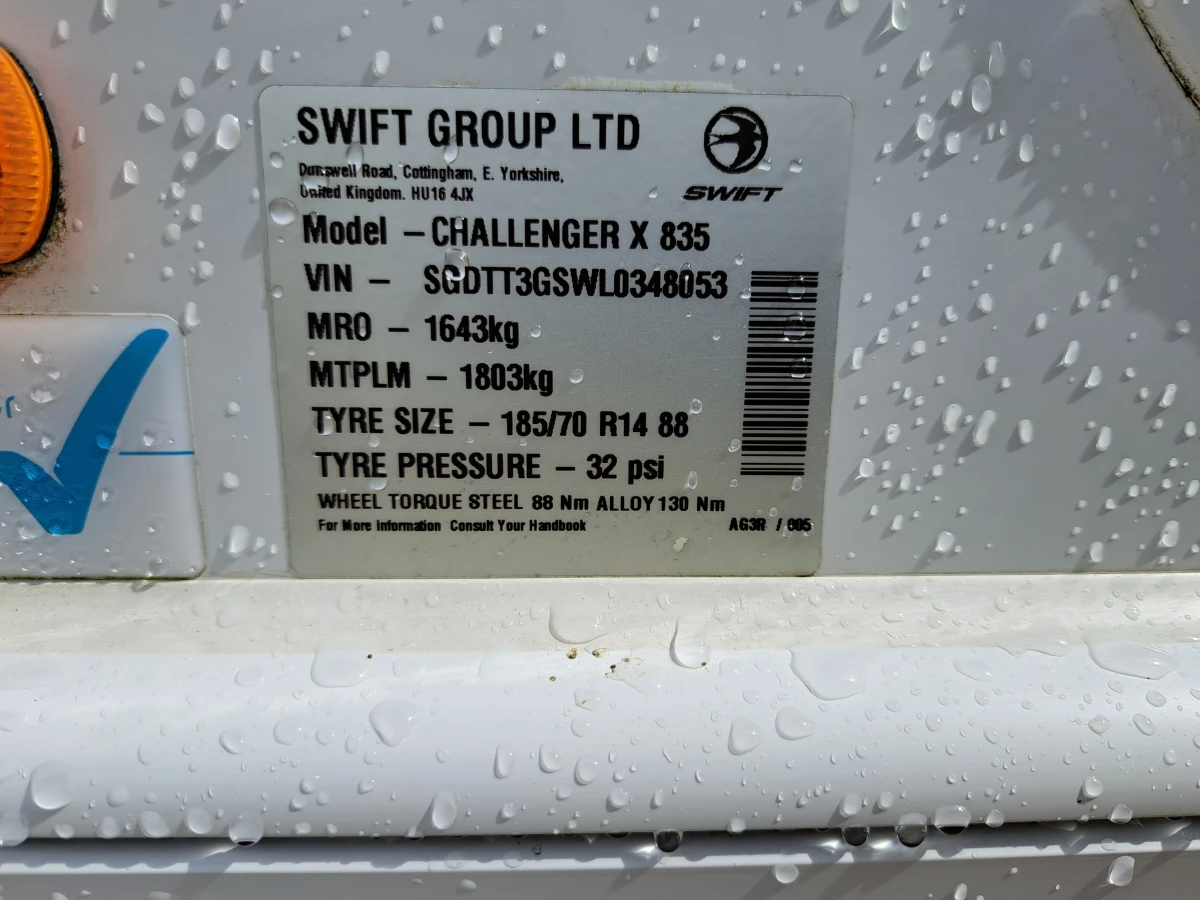 SWIFT GROUP LTD
SWIFT
Dunswell Road, Cottingham, E. Yorkshire,
United Kingdom. HU16 4JX
Model – CHALLENGER X 835
VIN – SGDTT3GSWL0348053
MRO – 1643kg
MTPLM – 1803kg
TYRE SIZE – 185/70 R14 88
TYRE PRESSURE – 32 psi
WHEEL TORQUE STEEL 88 Nm ALLOY 130 Nm
For More Information Consult Your Handbook
AG3R / 605